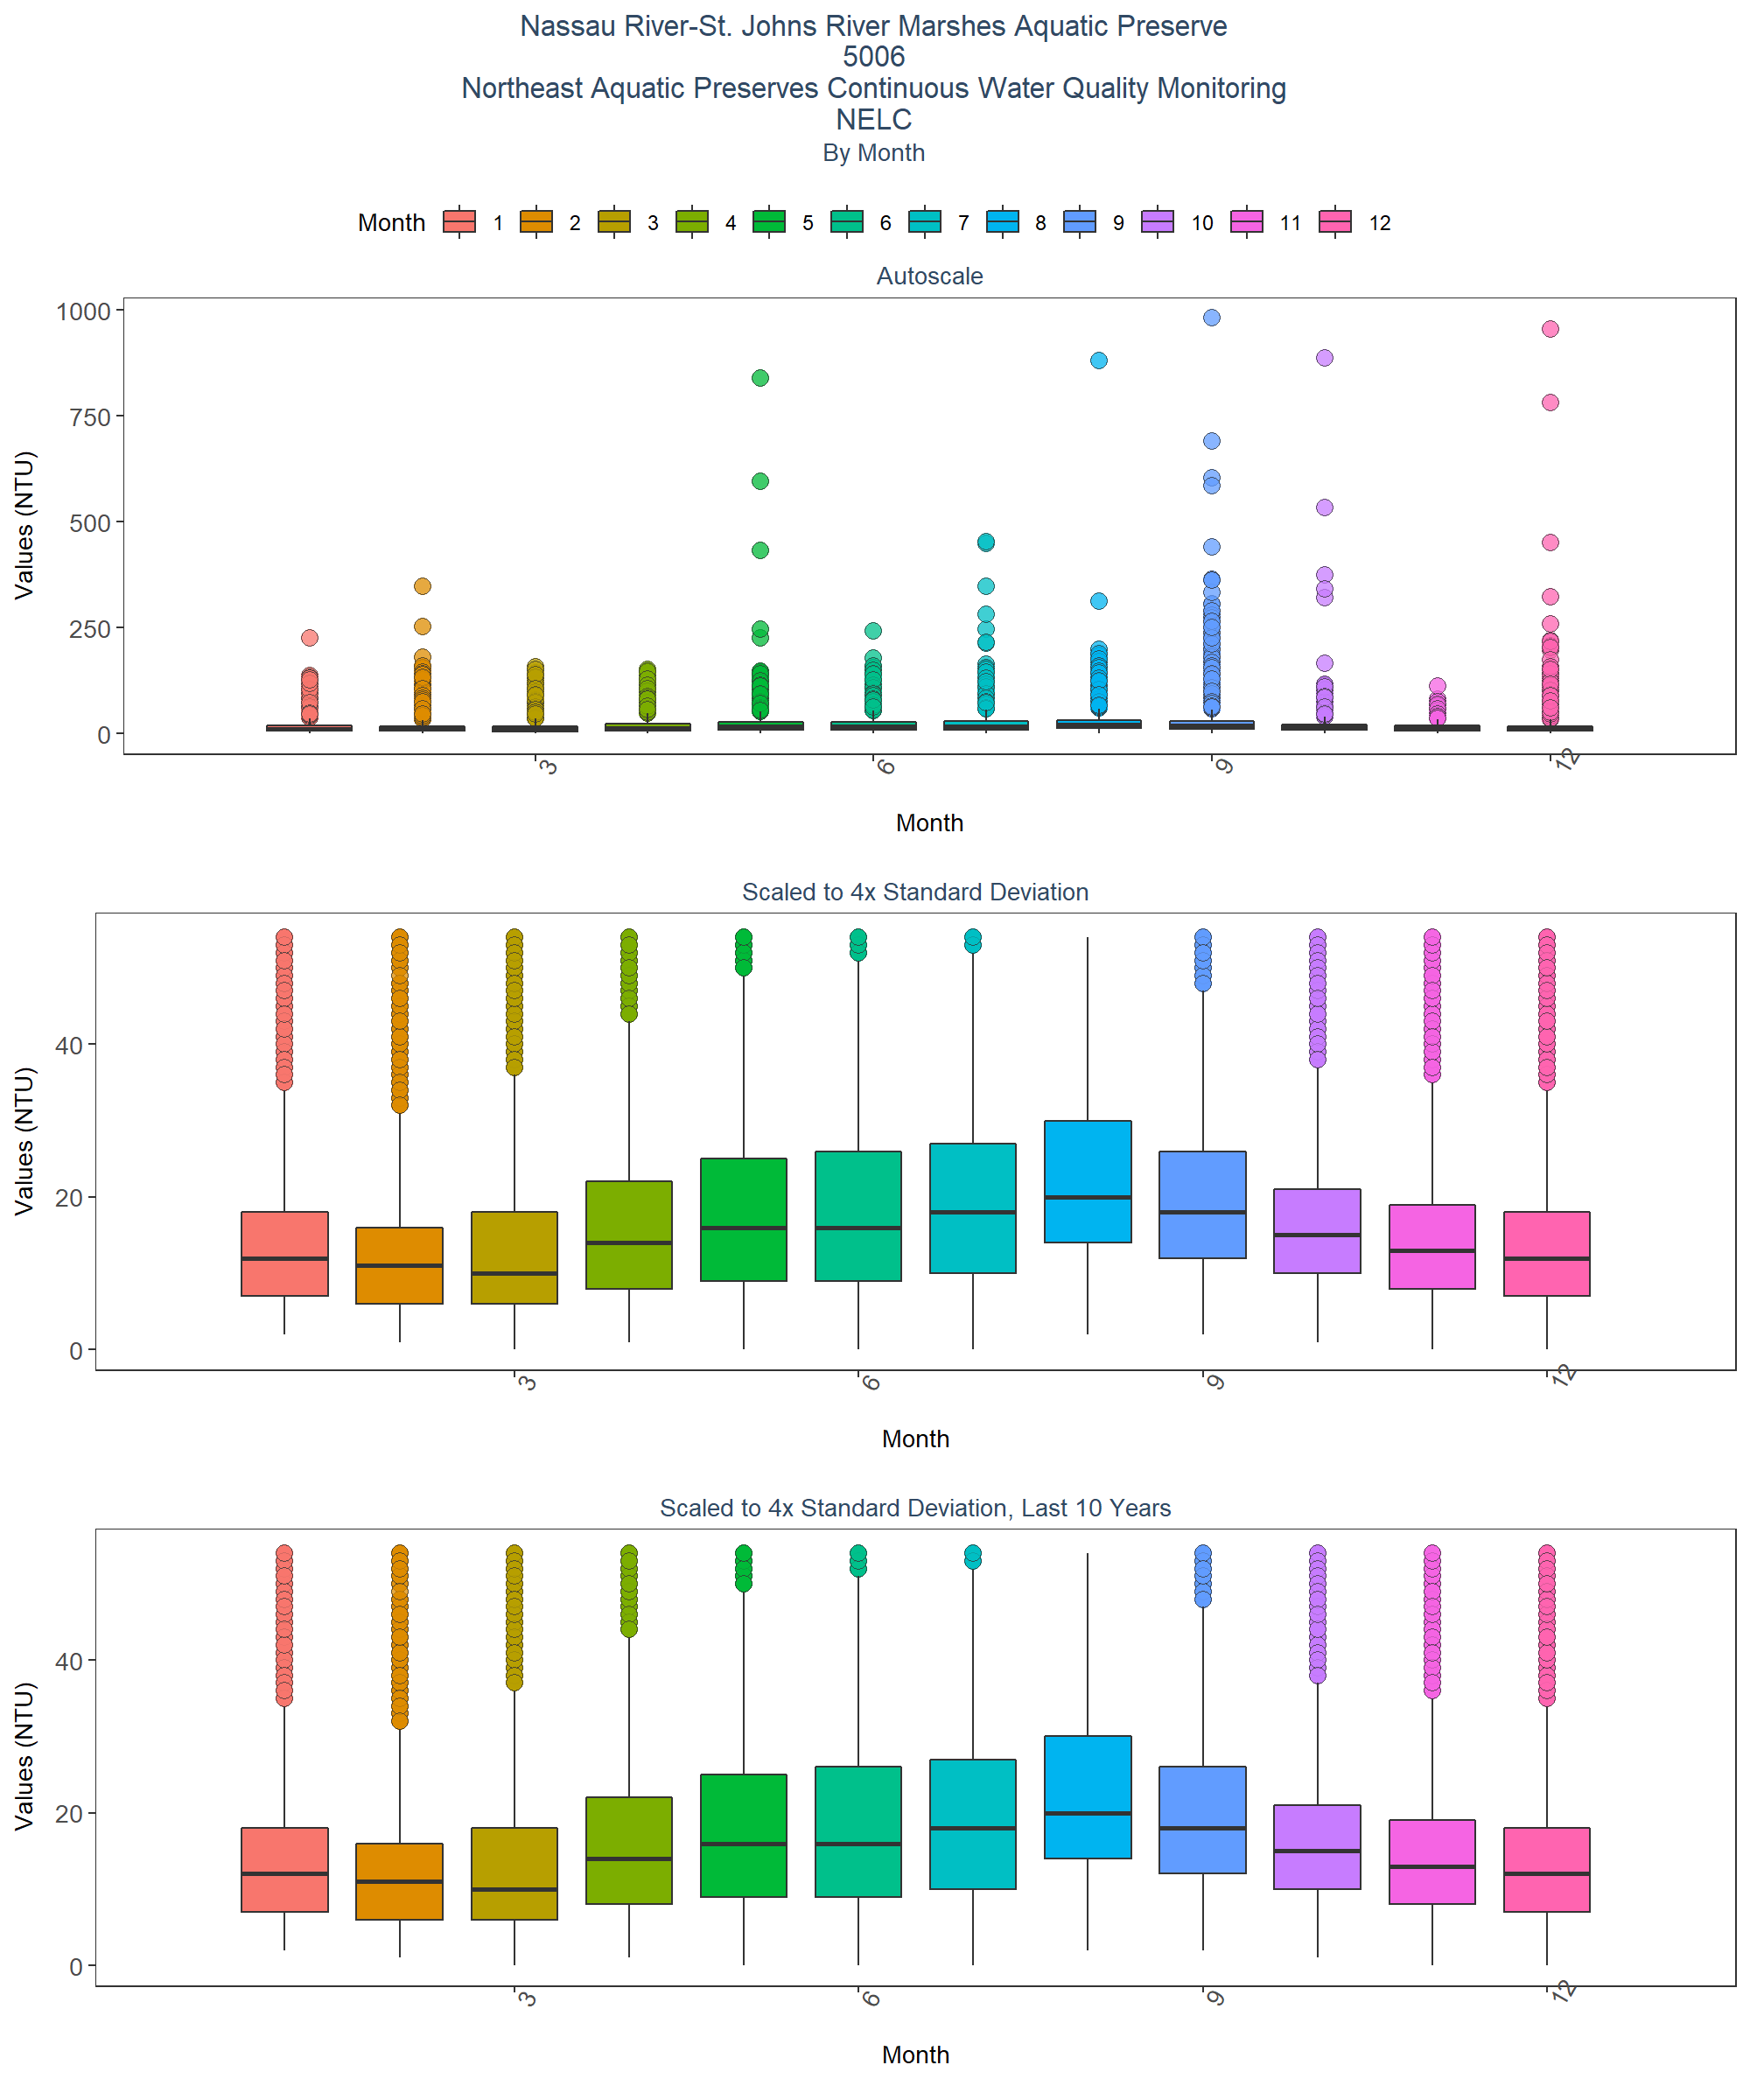 Nassau River-St. Johns River Marshes Aquatic Preserve
5006
Northeast Aquatic Preserves Continuous Water Quality Monitoring
NELC
By Month
Month 1 2 3 4 5 6 7 8 9 10 11 12
Autoscale
Values (NTU)
1000
750
500
250
0
3 6 9 12
Month
Scaled to 4x Standard Deviation
Values (NTU)
40
20
0
3 6 9 12
Month
Scaled to 4x Standard Deviation, Last 10 Years
Values (NTU)
40
20
0
3 6 9 12
Month